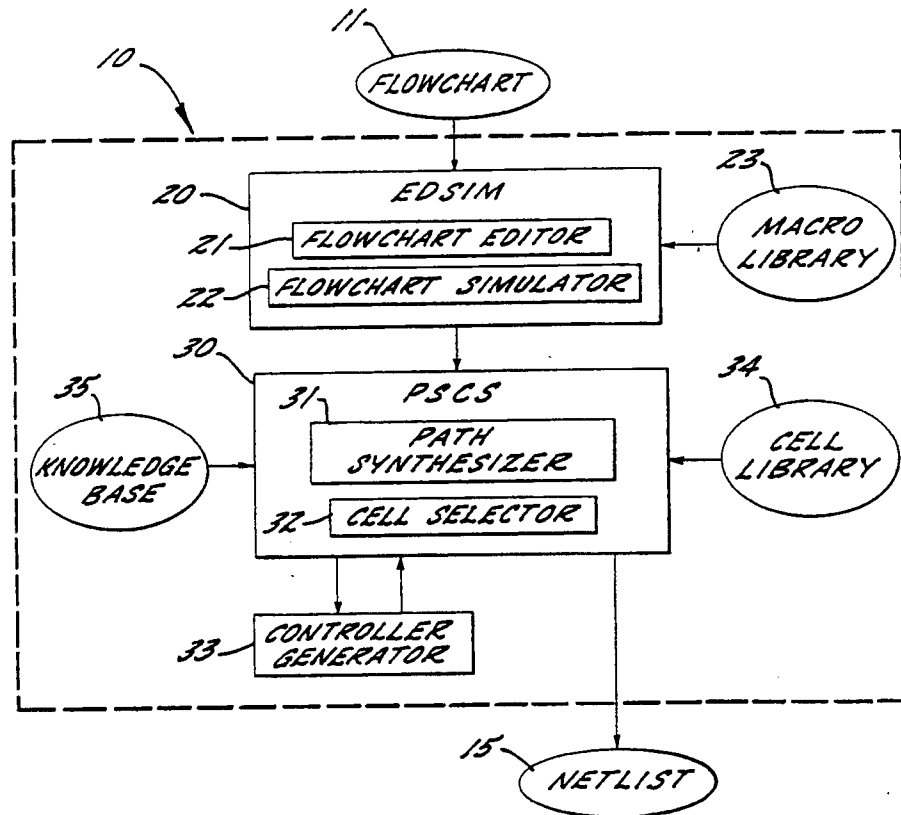 11
10
FLOWCHART
20
EDSIM
23
21
FLOWCHART EDITOR
MACRO
LIBRARY
22
FLOWCHART SIMULATOR
30
PSCS
34
35
31
PATH
SYNTHESIZER
CELL
LIBRARY
KNOWLEDGE
BASE
32
CELL SELECTOR
33
CONTROLLER
GENERATOR
15
NETLIST